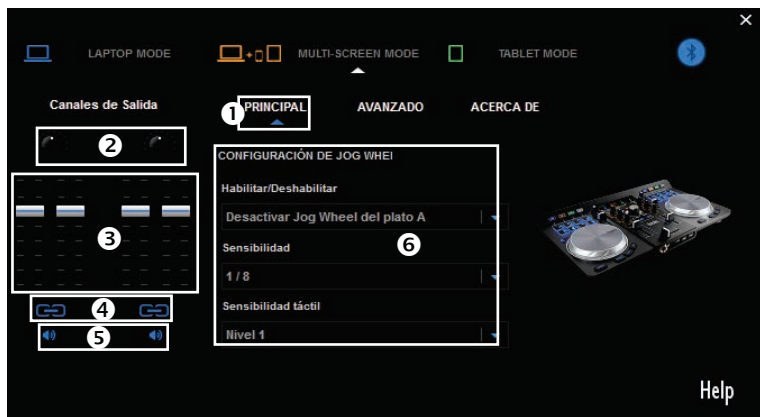 LAPTOP MODE
MULTI-SCREEN MODE
TABLET MODE
Canales de Salida
1 PRINCIPAL
AVANZADO
ACERCA DE
2
CONFIGURACIÓN DE JOG WHEI
Habilitar/Deshabilitar
Desactivar Jog Wheel del plato A
3
Sensibilidad
6
1 / 8
4
Sensibilidad táctil
5
Nivel 1
Help